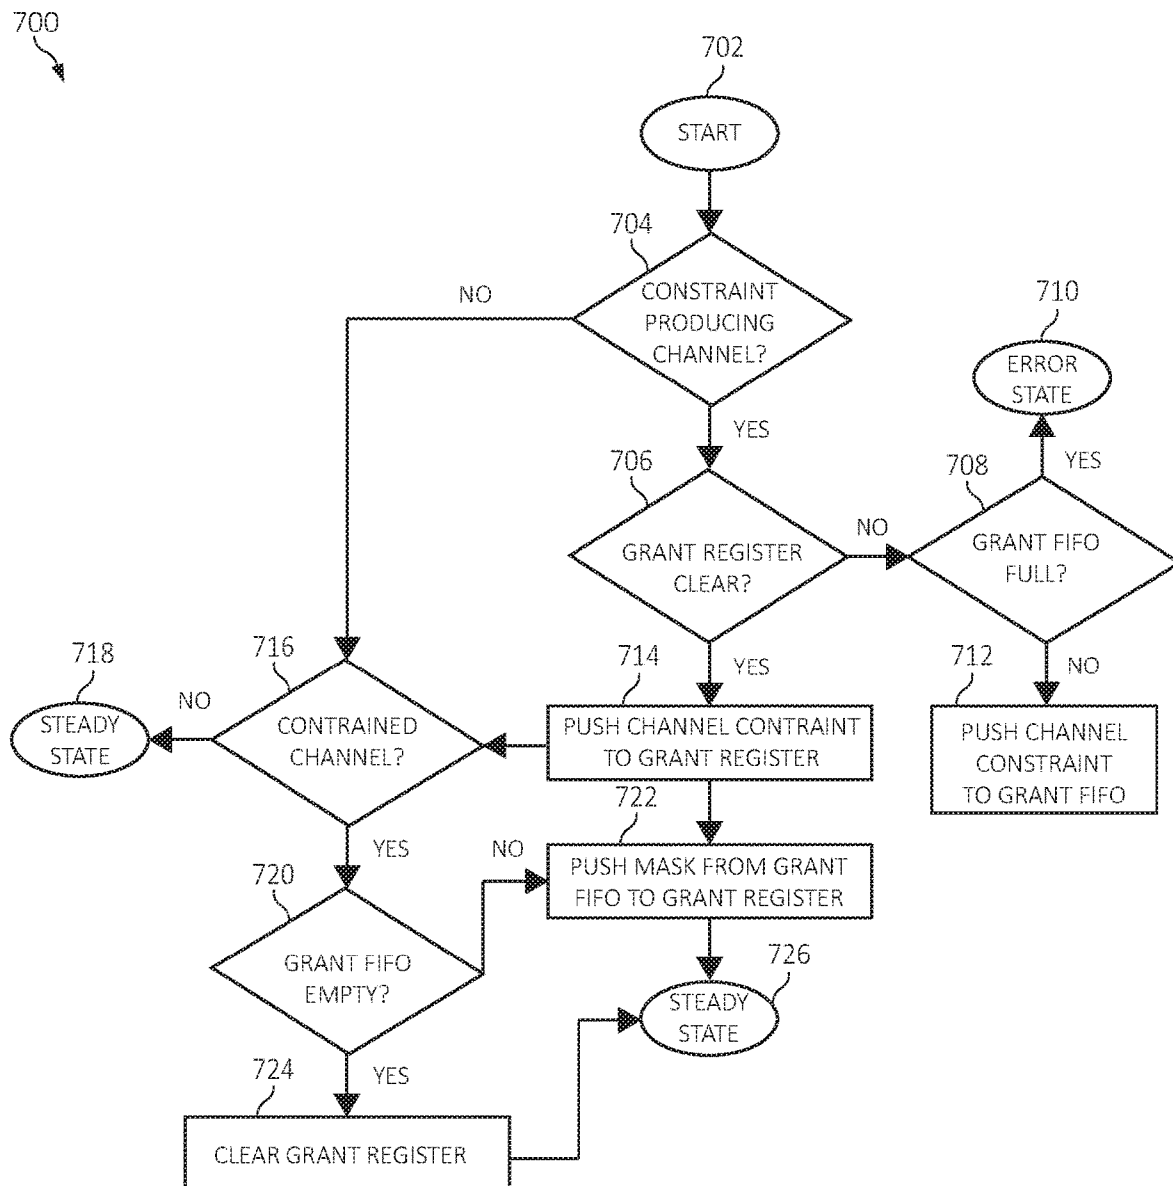 700
702
START
704
NO
CONSTRAINT
PRODUCING
CHANNEL?
710
ERROR
STATE
YES
706
708
YES
NO
GRANT REGISTER
CLEAR?
GRANT FIFO
FULL?
718
716
YES
714
712
NO
NO
STEADY
STATE
CONTRAINED
CHANNEL?
PUSH CHANNEL CONTRAINT
TO GRANT REGISTER
PUSH CHANNEL
CONSTRAINT
TO GRANT FIFO
722
YES
NO
720
PUSH MASK FROM GRANT
FIFO TO GRANT REGISTER
GRANT FIFO
EMPTY?
726
STEADY
STATE
724
YES
CLEAR GRANT REGISTER